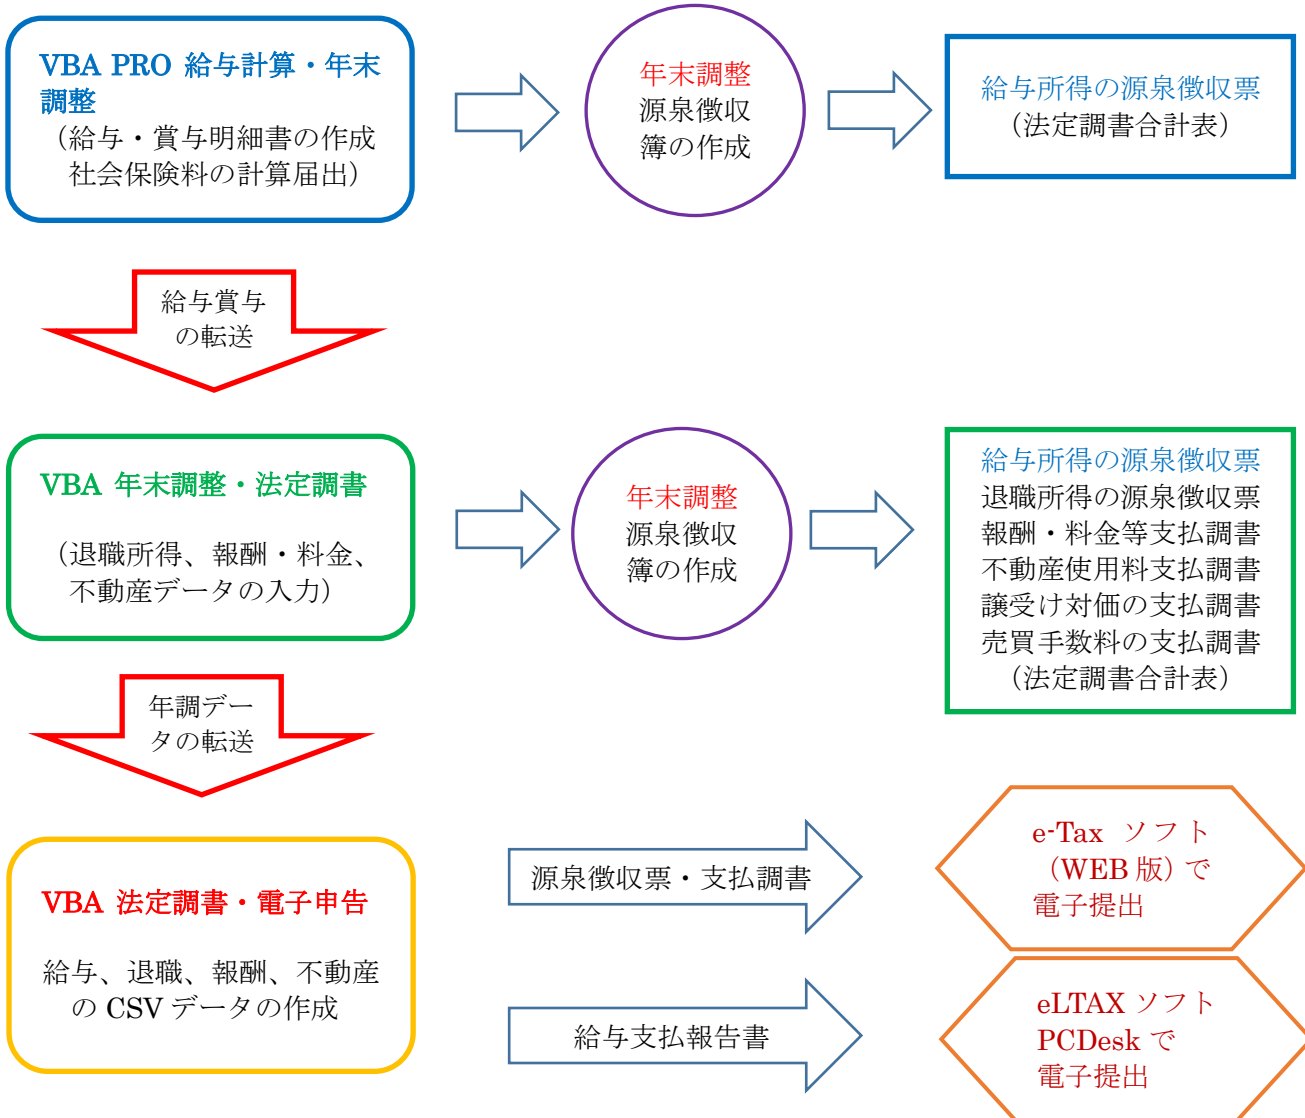 VBA PRO 給与計算・年末
調整
（給与・賞与明細書の作成
社会保険料の計算届出）
年末調整
源泉徴収
簿の作成
給与所得の源泉徴収票
（法定調書合計表）
給与賞与
の転送
VBA 年末調整・法定調書
（退職所得、報酬・料金、
不動産データの入力）
年末調整
源泉徴収
簿の作成
給与所得の源泉徴収票
退職所得の源泉徴収票
報酬・料金等支払調書
不動産使用料支払調書
譲受け対価の支払調書
売買手数料の支払調書
（法定調書合計表）
年調デー
タの転送
VBA 法定調書・電子申告
給与、退職、報酬、不動産
の CSV データの作成
源泉徴収票・支払調書
e-Tax ソフト
（WEB 版）で
電子提出
給与支払報告書
eLTAX ソフト
PCDesk で
電子提出